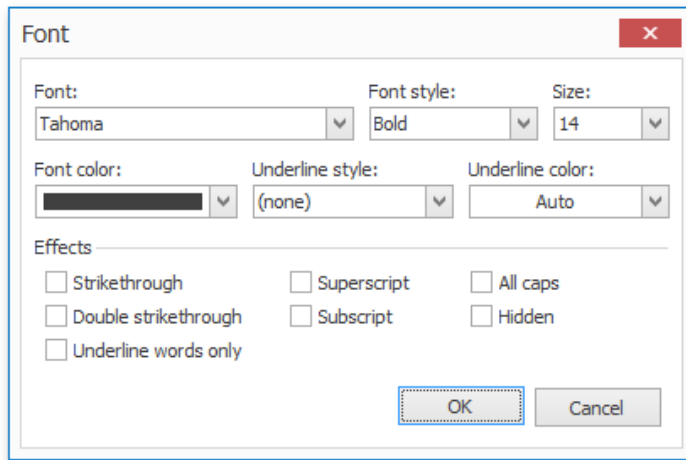 Font
Font: Font style: Size:
Tahoma Bold 14
Font color: Underline style: Underline color:
(none) Auto
Effects
Strikethrough Superscript All caps
Double strikethrough Subscript Hidden
Underline words only
OK Cancel